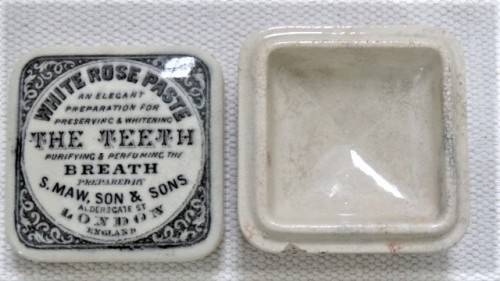 WHITE ROSE PASTE
AN ELEGANT
PREPARATION FOR
PRESERVING & WHITENING
THE TEETH
PURIFYING & PERFUMING THE
BREATH
PREPARED BY
S. MAW, SON & SONS
ALDERSGATE ST
LONDON
ENGLAND